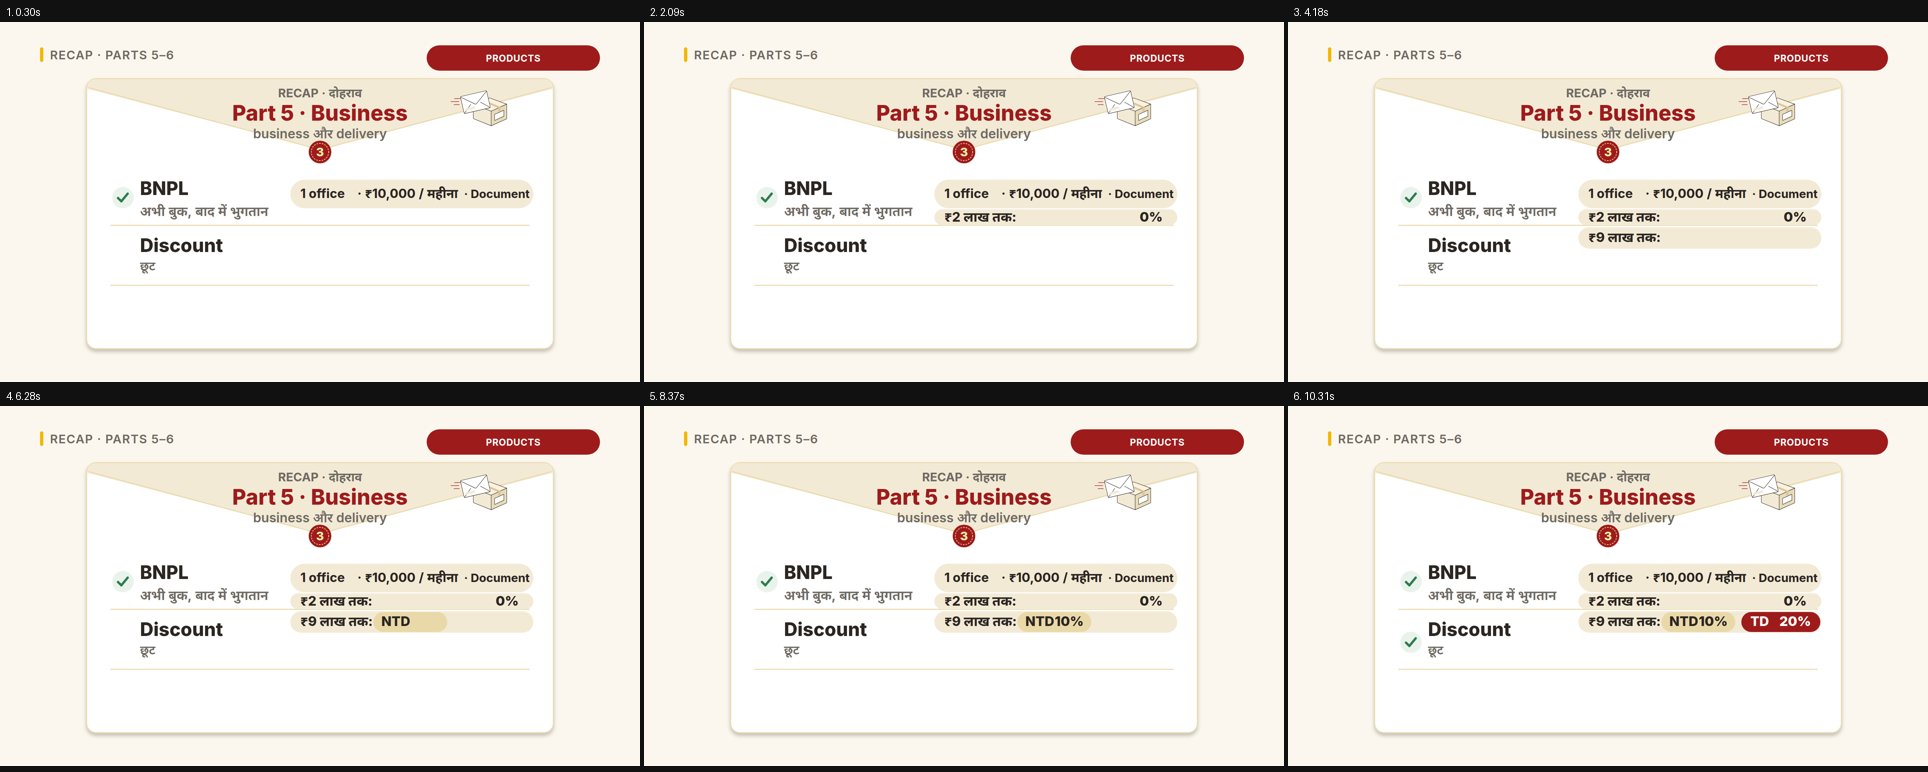 1. 0.30s
RECAP · PARTS 5–6
PRODUCTS
RECAP · दोहराव
Part 5 · Business
business और delivery
3
BNPL
अभी बुक, बाद में भुगतान
1 office · ₹10,000 / महीना · Document
Discount
छूट
2. 2.09s
RECAP · PARTS 5–6
PRODUCTS
RECAP · दोहराव
Part 5 · Business
business और delivery
3
BNPL
अभी बुक, बाद में भुगतान
1 office · ₹10,000 / महीना · Document
₹2 लाख तक: 0%
Discount
छूट
3. 4.18s
RECAP · PARTS 5–6
PRODUCTS
RECAP · दोहराव
Part 5 · Business
business और delivery
3
BNPL
अभी बुक, बाद में भुगतान
1 office · ₹10,000 / महीना · Document
₹2 लाख तक: 0%
₹9 लाख तक:
Discount
छूट
4. 6.28s
RECAP · PARTS 5–6
PRODUCTS
RECAP · दोहराव
Part 5 · Business
business और delivery
3
BNPL
अभी बुक, बाद में भुगतान
1 office · ₹10,000 / महीना · Document
₹2 लाख तक: 0%
₹9 लाख तक: NTD
Discount
छूट
5. 8.37s
RECAP · PARTS 5–6
PRODUCTS
RECAP · दोहराव
Part 5 · Business
business और delivery
3
BNPL
अभी बुक, बाद में भुगतान
1 office · ₹10,000 / महीना · Document
₹2 लाख तक: 0%
₹9 लाख तक: NTD10%
Discount
छूट
6. 10.31s
RECAP · PARTS 5–6
PRODUCTS
RECAP · दोहराव
Part 5 · Business
business और delivery
3
BNPL
अभी बुक, बाद में भुगतान
1 office · ₹10,000 / महीना · Document
₹2 लाख तक: 0%
₹9 लाख तक: NTD10% TD 20%
Discount
छूट